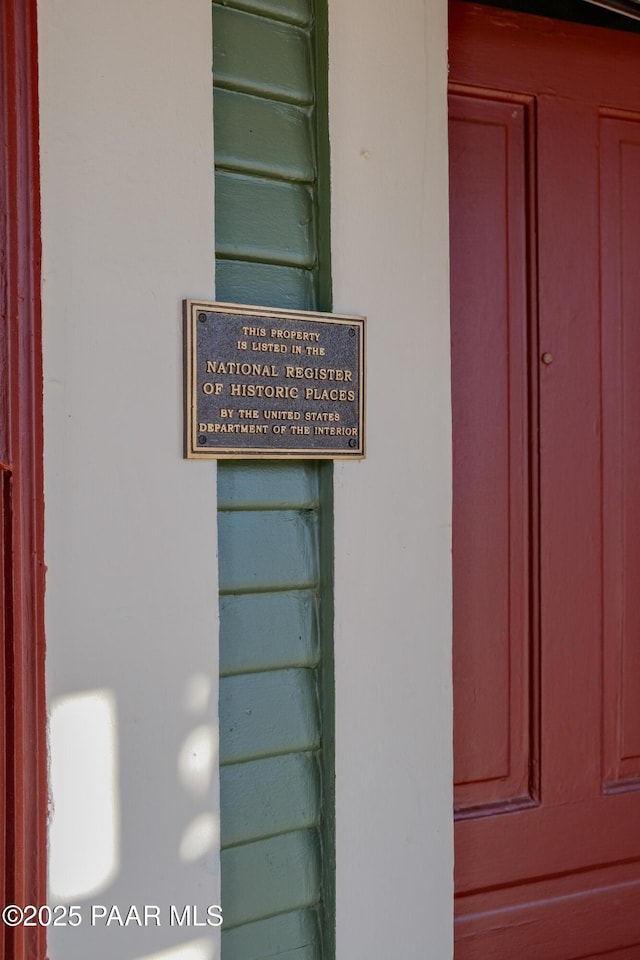 THIS PROPERTY
IS LISTED IN THE
NATIONAL REGISTER
OF HISTORIC PLACES
BY THE UNITED STATES
DEPARTMENT OF THE INTERIOR
©2025 PAAR MLS